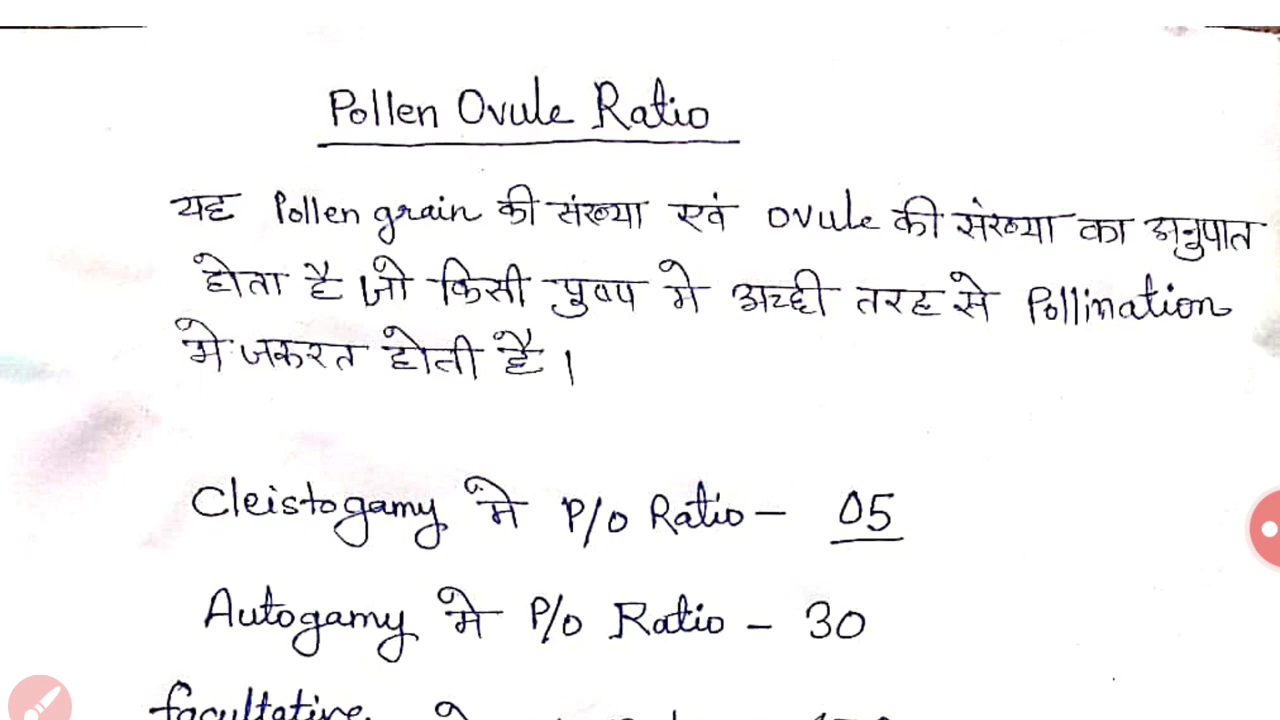 Pollen Ovule Ratio
यह Pollen grain की संख्या एवं ovule की संख्या का अनुपात
होता है जो किसी पुष्प मे अच्छी तरह से Pollination
मे जरूरत होती है।
Cleistogamy मे P/o Ratio - 05
Autogamy मे P/o Ratio - 30
facultative